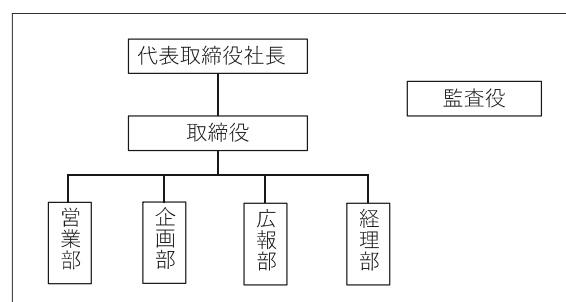 代表取締役社長
監査役
取締役
営業部
企画部
広報部
経理部